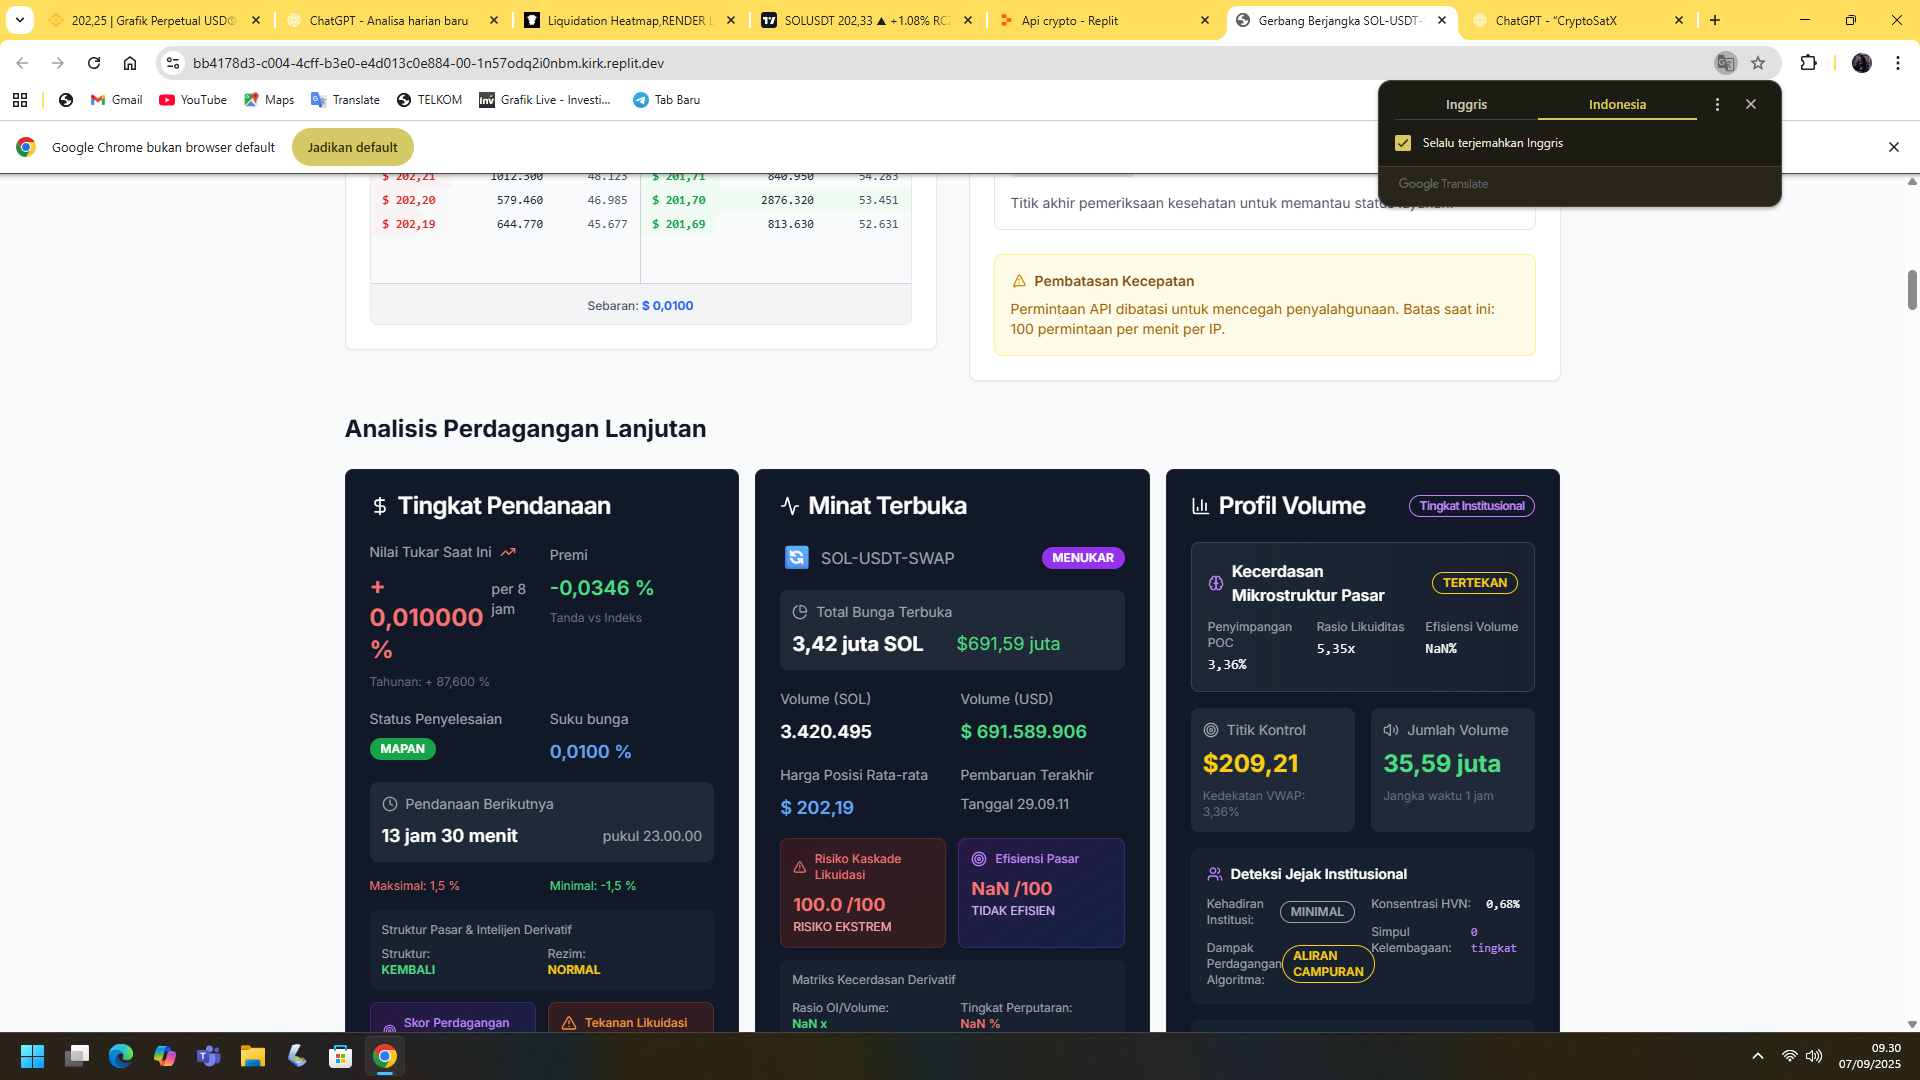 202,25 | Grafik Perpetual USD
ChatGPT - Analisa harian baru
Liquidation Heatmap,RENDER L
SOLUSDT 202,33 ▲ +1.08% RC
Api crypto - Replit
Gerbang Berjangka SOL-USDT-
ChatGPT - "CryptoSatX
bb4178d3-c004-4cff-b3e0-e4d013c0e884-00-1n57odq2i0nbm.kirk.replit.dev
Gmail
YouTube
Maps
Translate
TELKOM
Inv
Grafik Live - Investi...
Tab Baru
Inggris
Indonesia
Selalu terjemahkan Inggris
Google Translate
Google Chrome bukan browser default
Jadikan default
$ 202,21 1012.300 48.123 $ 201,71 840.950 54.283
$ 202,20 579.460 46.985 $ 201,70 2876.320 53.451
$ 202,19 644.770 45.677 $ 201,69 813.630 52.631
Sebaran: $ 0,0100
Titik akhir pemeriksaan kesehatan untuk memantau status layanan.
Pembatasan Kecepatan
Permintaan API dibatasi untuk mencegah penyalahgunaan. Batas saat ini:
100 permintaan per menit per IP.
Analisis Perdagangan Lanjutan
Tingkat Pendanaan
Nilai Tukar Saat Ini
+
0,010000
%
per 8
jam
Tahunan: + 87,600 %
Premi
-0,0346 %
Tanda vs Indeks
Status Penyelesaian
MAPAN
Suku bunga
0,0100 %
Pendanaan Berikutnya
13 jam 30 menit
pukul 23.00.00
Maksimal: 1,5 %
Minimal: -1,5 %
Struktur Pasar & Intelijen Derivatif
Struktur:
KEMBALI
Rezim:
NORMAL
Skor Perdagangan
Tekanan Likuidasi
Minat Terbuka
SOL-USDT-SWAP
MENUKAR
Total Bunga Terbuka
3,42 juta SOL
$691,59 juta
Volume (SOL)
3.420.495
Volume (USD)
$ 691.589.906
Harga Posisi Rata-rata
$ 202,19
Pembaruan Terakhir
Tanggal 29.09.11
Risiko Kaskade
Likuidasi
100.0 /100
RISIKO EKSTREM
Efisiensi Pasar
NaN /100
TIDAK EFISIEN
Matriks Kecerdasan Derivatif
Rasio OI/Volume:
NaN x
Tingkat Perputaran:
NaN %
Profil Volume
Tingkat Institusional
Kecerdasan
Mikrostruktur Pasar
TERTEKAN
Penyimpangan
POC
3,36%
Rasio Likuiditas
5,35x
Efisiensi Volume
NaN%
Titik Kontrol
$209,21
Kedekatan VWAP:
3,36%
Jumlah Volume
35,59 juta
Jangka waktu 1 jam
Deteksi Jejak Institusional
Kehadiran
Institusi:
MINIMAL
Konsentrasi HVN:
0,68%
Dampak
Perdagangan
Algoritma:
ALIRAN
CAMPURAN
Simpul
Kelembagaan:
0
tingkat
09.30
07/09/2025